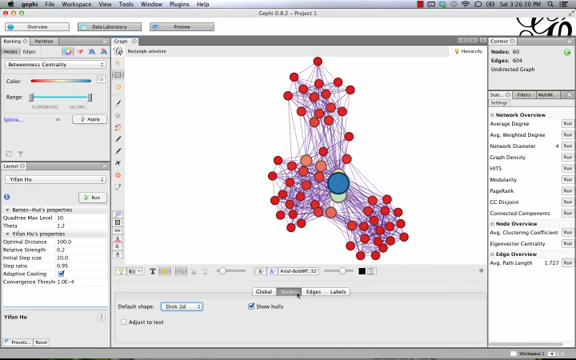 gephi File Workspace View Tools Window Plugins Help
Sat 3:26:10 PM
Gephi 0.8.2 - Project 1
Overview
Data Laboratory
Preview
Ranking
Partition
Nodes Edges
Betweenness Centrality
Color:
Range:
Spline...
Apply
Layout
Yifan Hu
Run
Barnes-Hut's properties
Quadtree Max Level 10
Theta 1.2
Yifan Hu's properties
Optimal Distance 100.0
Relative Strength 0.2
Initial Step size 20.0
Step ratio 0.95
Adaptive Cooling
Convergence Thresh 1.0E-4
Yifan Hu
Presets... Reset
Graph
Rectangle selection
Hierarchy
Arial-BoldMT, 32
Global Nodes Edges Labels
Default shape: Disk 2d
Show hulls
Adjust to text
Context
Nodes: 60
Edges: 604
Undirected Graph
Filters
Settings
Network Overview
Average Degree Run
Avg. Weighted Degree Run
Network Diameter 4 Run
Graph Density Run
HITS Run
Modularity Run
PageRank Run
Connected Components Run
Node Overview
Avg. Clustering Coefficient Run
Eigenvector Centrality Run
Edge Overview
Avg. Path Length 1.727 Run
Workspace 1